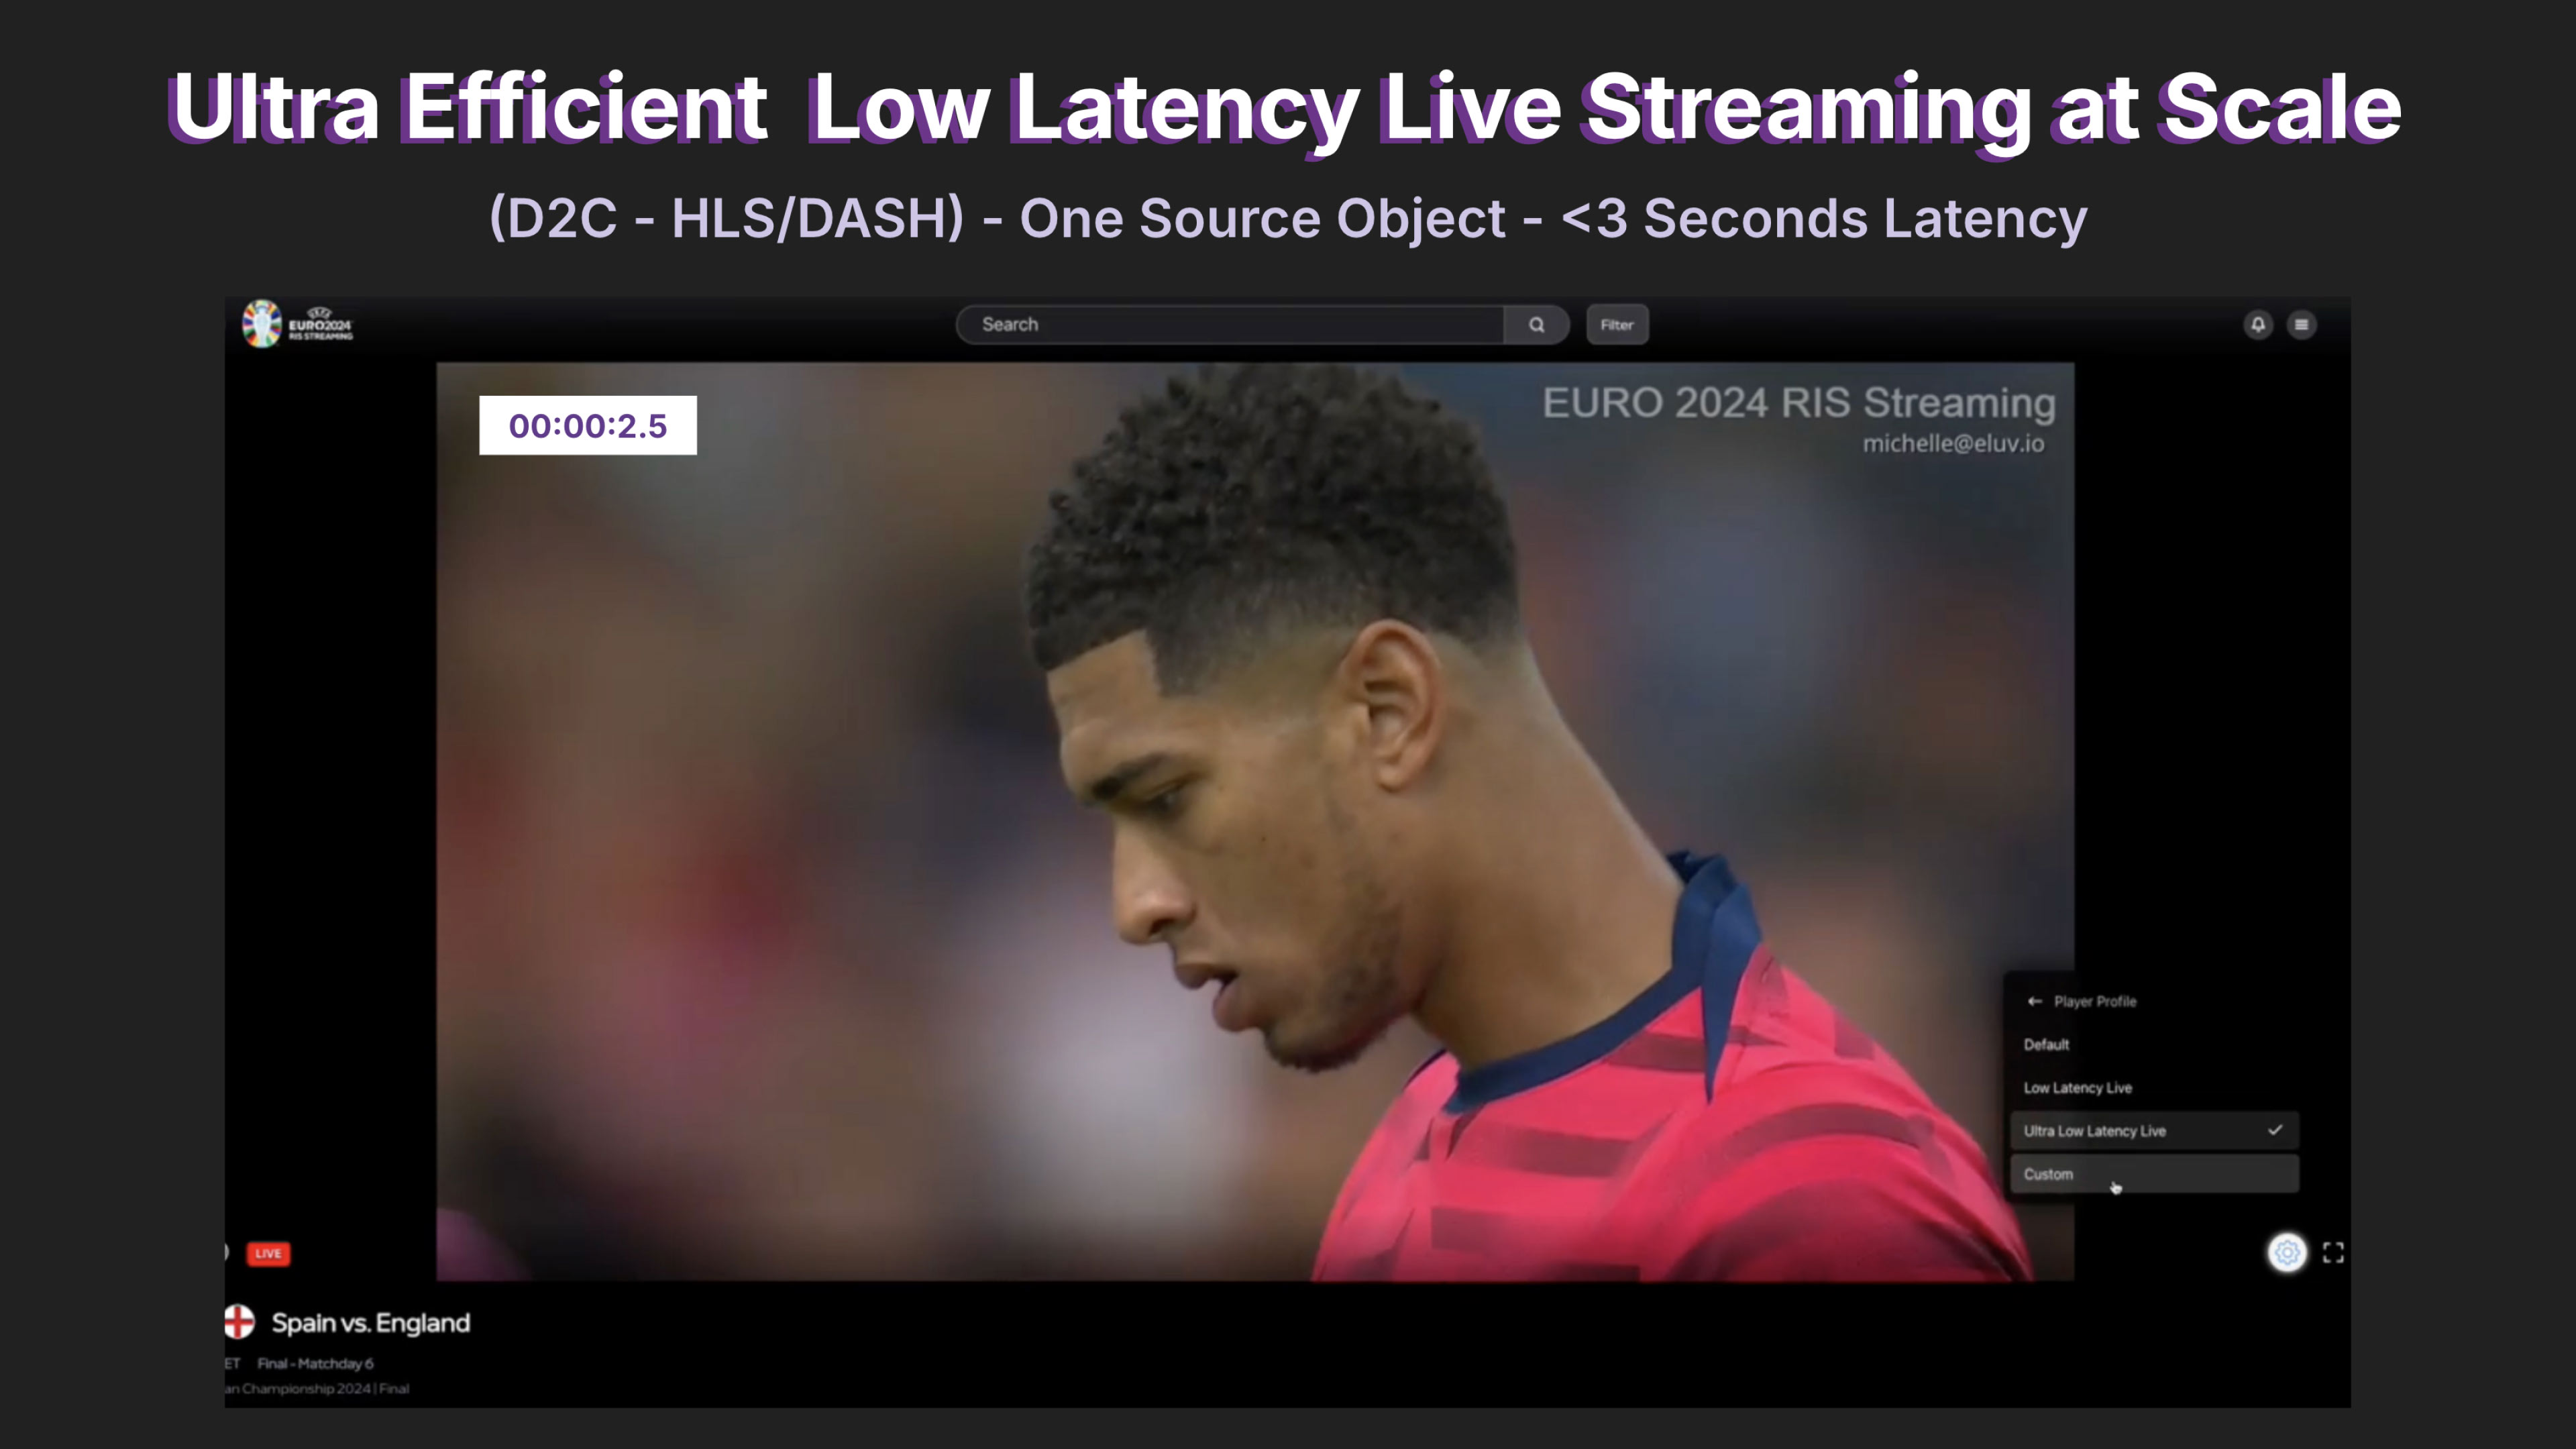 Ultra Efficient  Low Latency Live Streaming at Scale
(D2C - HLS/DASH) - One Source Object - <3 Seconds Latency
UEFA
EURO2024
RIS STREAMING
Search
Filter
00:00:2.5
EURO 2024 RIS Streaming
michelle@eluv.io
← Player Profile
Default
Low Latency Live
Ultra Low Latency Live ✓
Custom
LIVE
Spain vs. England
ET Final - Matchday 6
an Championship 2024 | Final